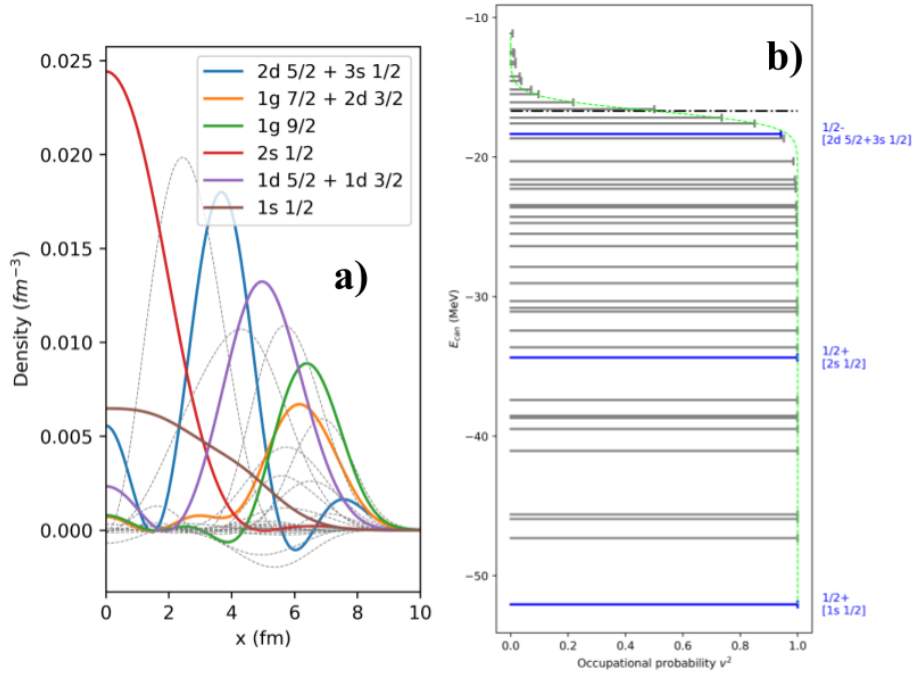 a)
0.025
0.020
0.015
0.010
0.005
0.000
Density (fm⁻³)
0
2
4
6
8
10
x (fm)
2d 5/2 + 3s 1/2
1g 7/2 + 2d 3/2
1g 9/2
2s 1/2
1d 5/2 + 1d 3/2
1s 1/2
b)
−10
−20
−30
−40
−50
E_can (MeV)
0.0
0.2
0.4
0.6
0.8
1.0
Occupational probability v²
1/2-
[2d 5/2+3s 1/2]
1/2+
[2s 1/2]
1/2+
[1s 1/2]